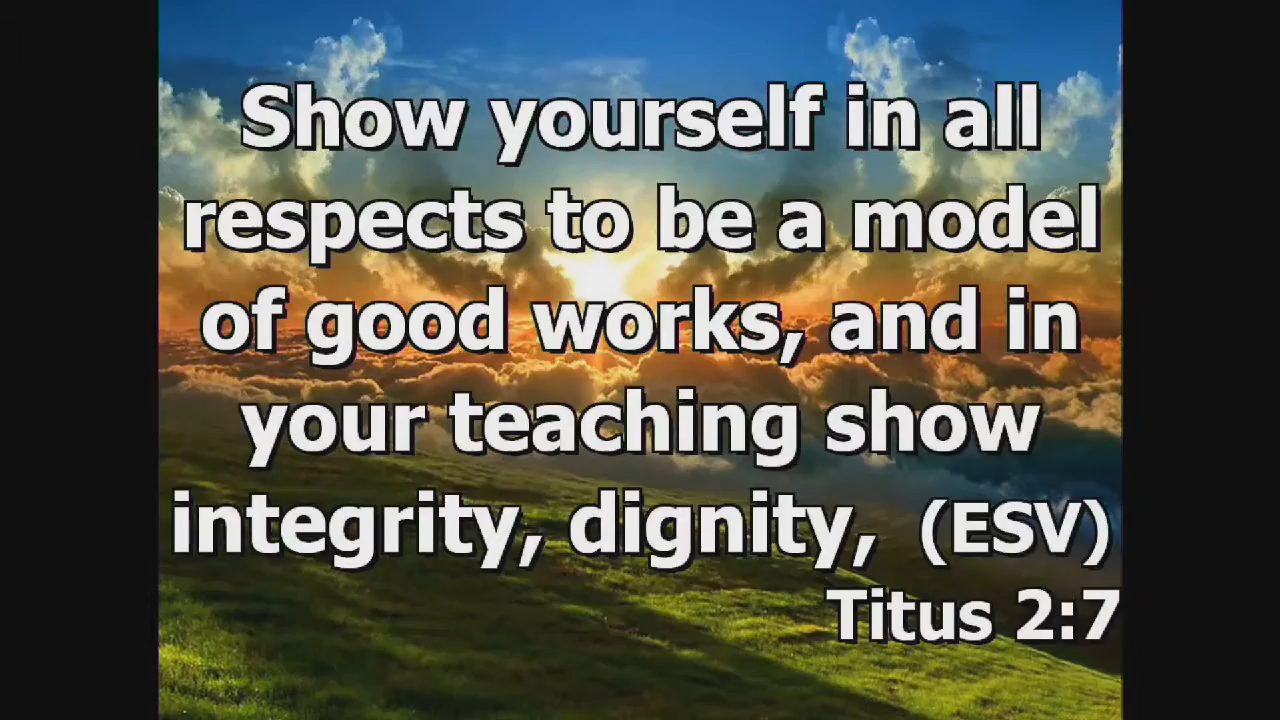 Show yourself in all
respects to be a model
of good works, and in
your teaching show
integrity, dignity, (ESV)
Titus 2:7